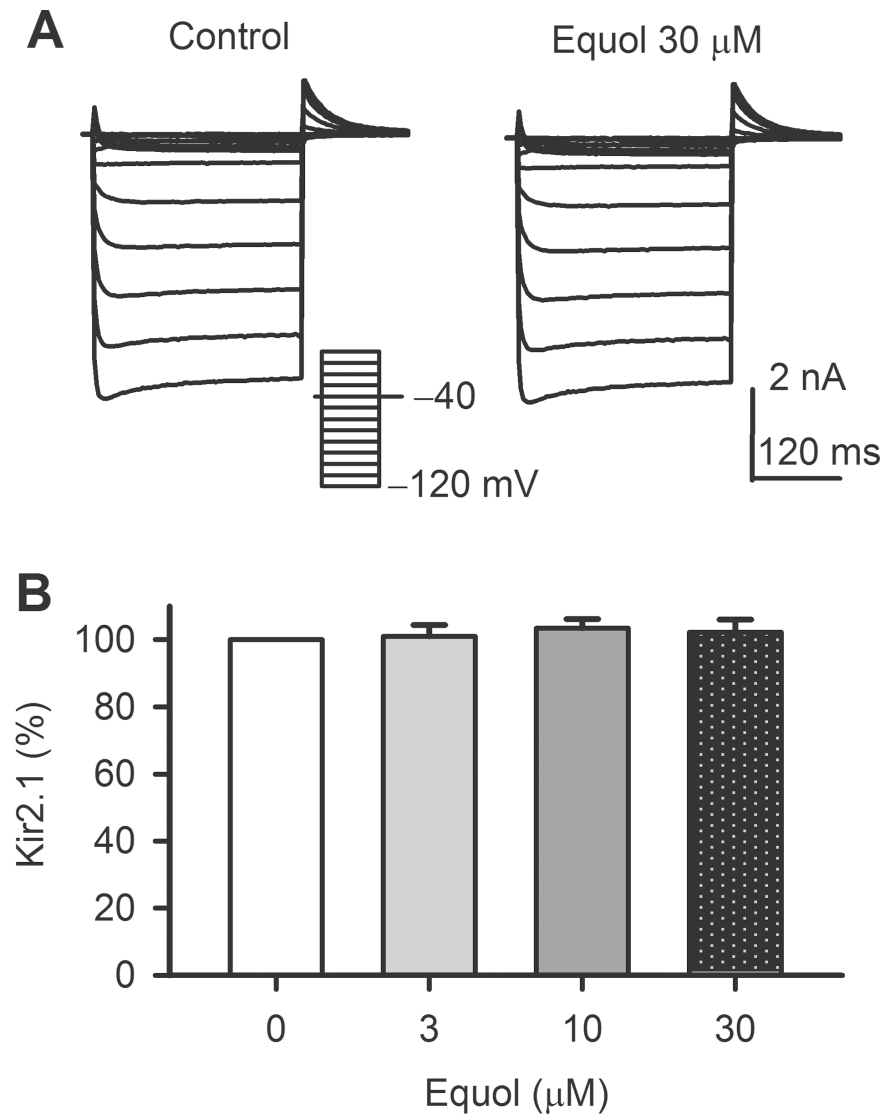 A
Control
Equol 30 μM
–40
–120 mV
2 nA
120 ms
B
Kir2.1 (%)
100
80
60
40
20
0
0 3 10 30
Equol (μM)